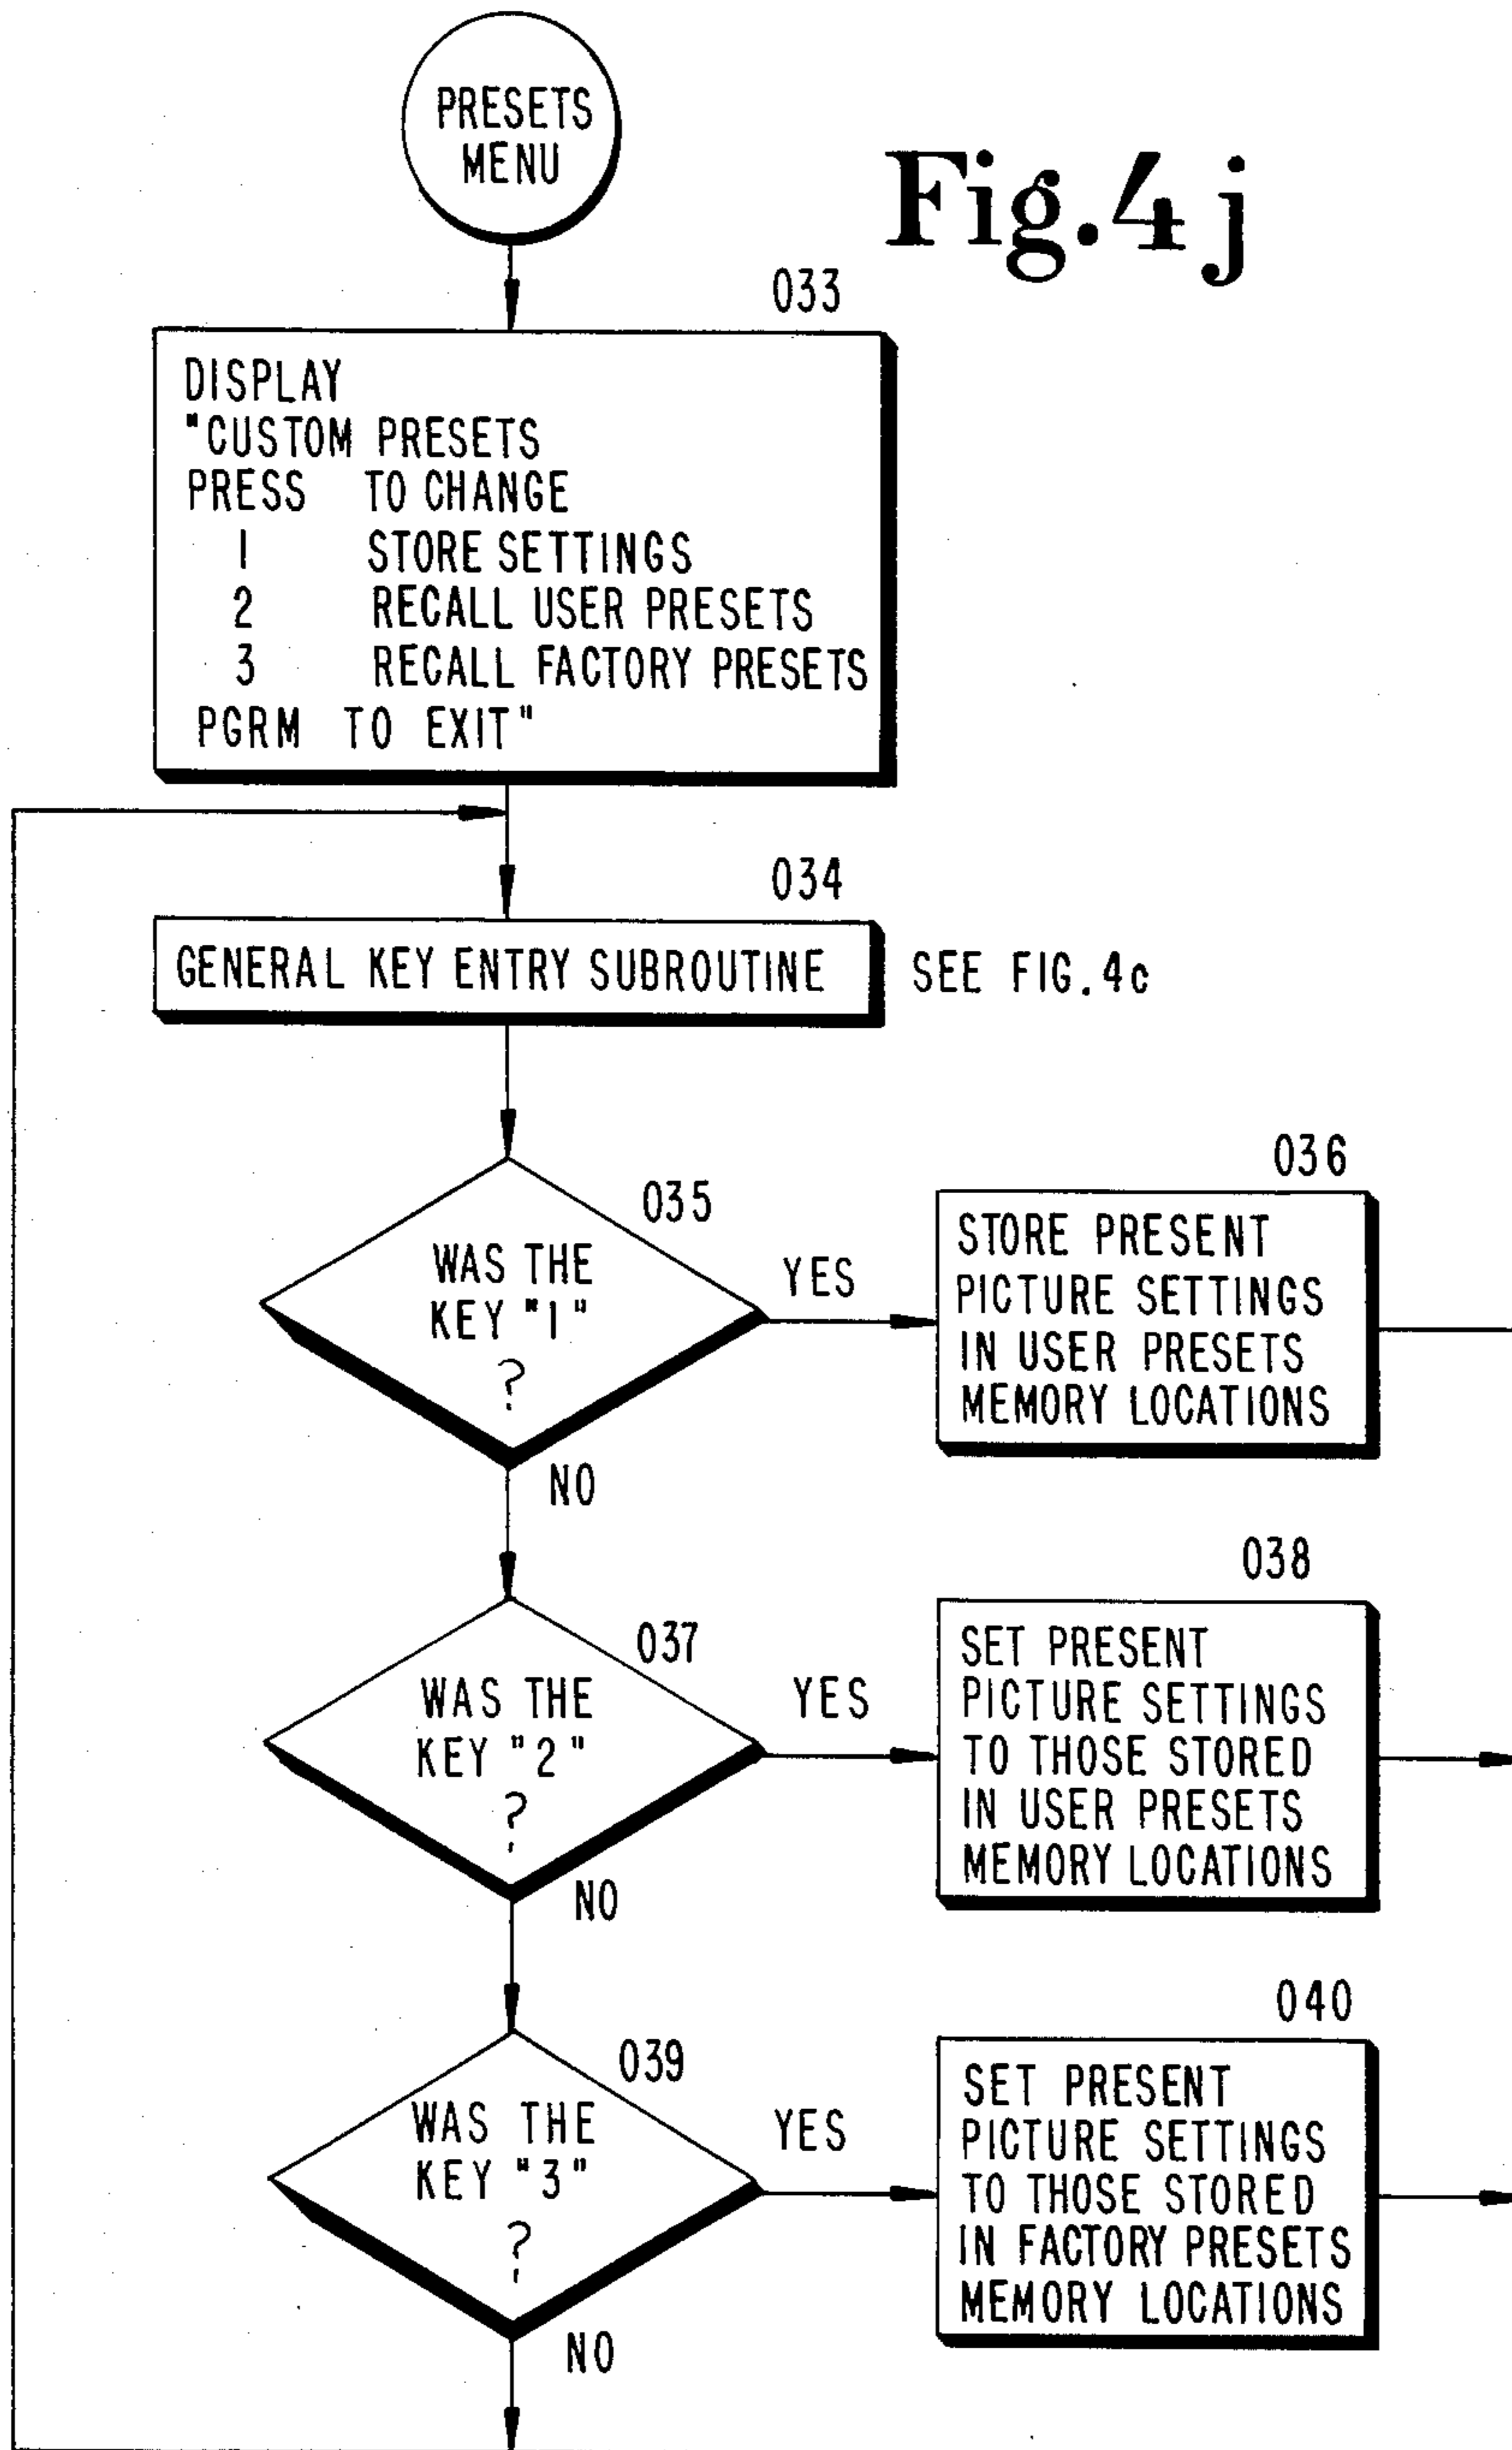 PRESETS
MENU
Fig.4j
033
DISPLAY
"CUSTOM PRESETS
PRESS TO CHANGE
1 STORE SETTINGS
2 RECALL USER PRESETS
3 RECALL FACTORY PRESETS
PGRM TO EXIT"
034
GENERAL KEY ENTRY SUBROUTINE SEE FIG.4c
035
WAS THE
KEY "1"
?
YES
NO
036
STORE PRESENT
PICTURE SETTINGS
IN USER PRESETS
MEMORY LOCATIONS
037
WAS THE
KEY "2"
?
YES
NO
038
SET PRESENT
PICTURE SETTINGS
TO THOSE STORED
IN USER PRESETS
MEMORY LOCATIONS
039
WAS THE
KEY "3"
?
YES
NO
040
SET PRESENT
PICTURE SETTINGS
TO THOSE STORED
IN FACTORY PRESETS
MEMORY LOCATIONS